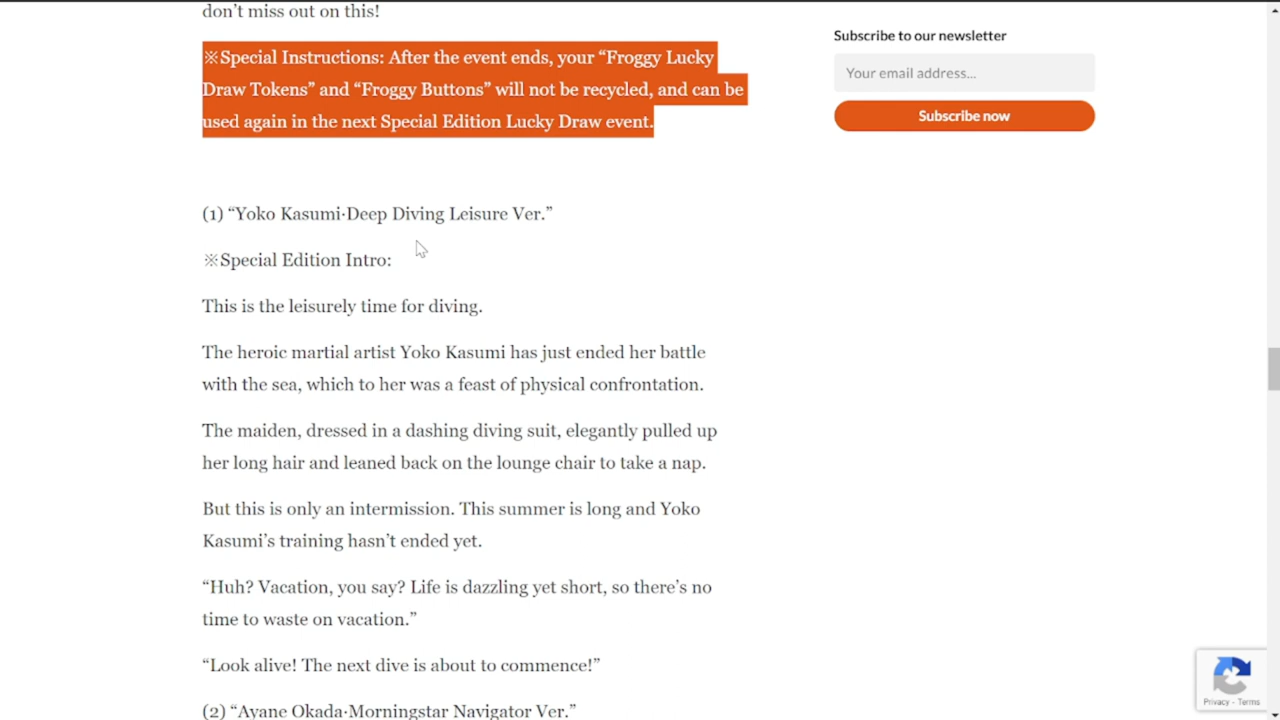 don’t miss out on this!
※Special Instructions: After the event ends, your “Froggy Lucky
Draw Tokens” and “Froggy Buttons” will not be recycled, and can be
used again in the next Special Edition Lucky Draw event.
(1) “Yoko Kasumi·Deep Diving Leisure Ver.”
※Special Edition Intro:
This is the leisurely time for diving.
The heroic martial artist Yoko Kasumi has just ended her battle
with the sea, which to her was a feast of physical confrontation.
The maiden, dressed in a dashing diving suit, elegantly pulled up
her long hair and leaned back on the lounge chair to take a nap.
But this is only an intermission. This summer is long and Yoko
Kasumi’s training hasn’t ended yet.
“Huh? Vacation, you say? Life is dazzling yet short, so there’s no
time to waste on vacation.”
“Look alive! The next dive is about to commence!”
(2) “Ayane Okada·Morningstar Navigator Ver.”
Subscribe to our newsletter
Your email address...
Subscribe now
Privacy - Terms